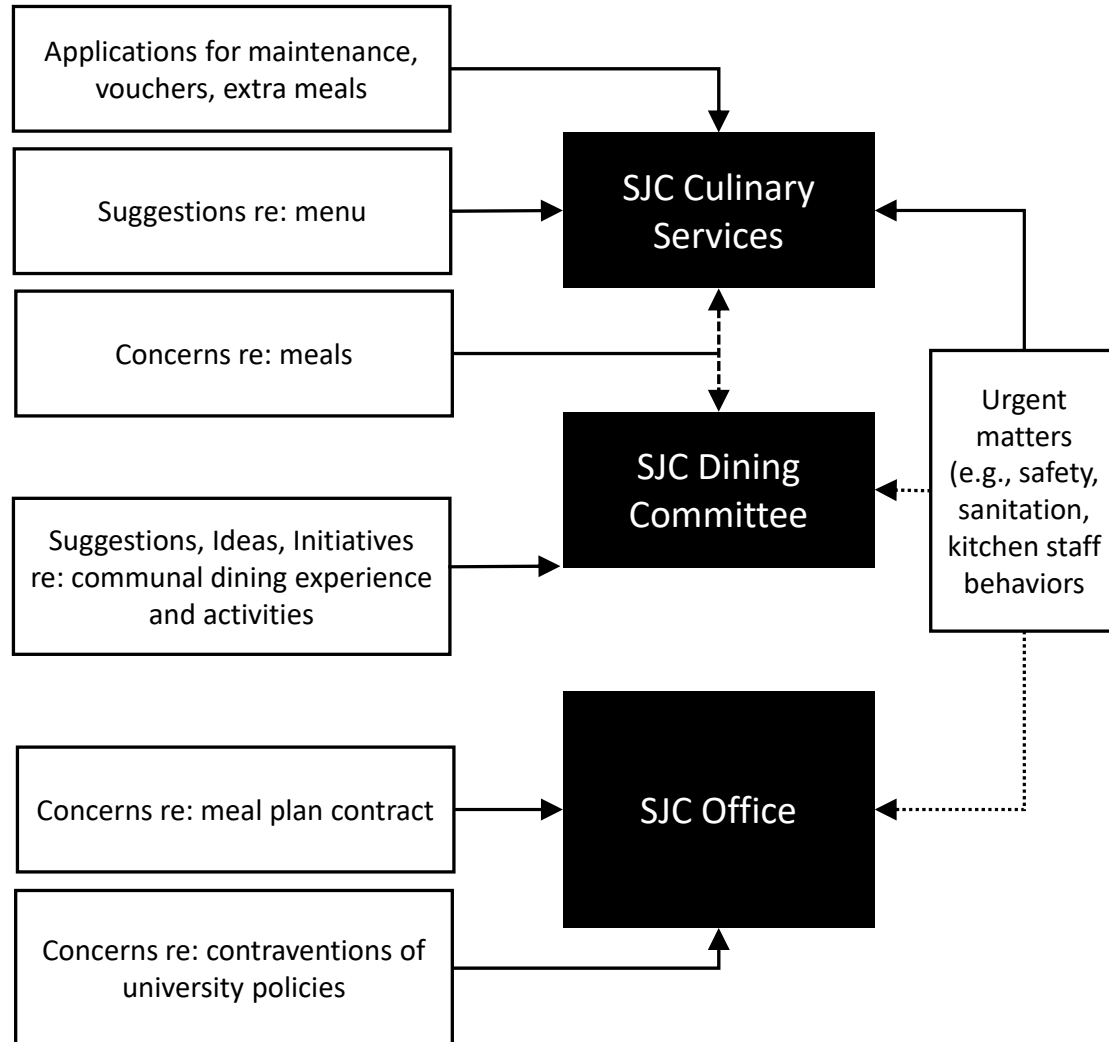 Applications for maintenance,
vouchers, extra meals
SJC Culinary
Services
Suggestions re: menu
Concerns re: meals
Urgent
matters
(e.g., safety,
sanitation,
kitchen staff
behaviors
SJC Dining
Committee
Suggestions, Ideas, Initiatives
re: communal dining experience
and activities
SJC Office
Concerns re: meal plan contract
Concerns re: contraventions of
university policies